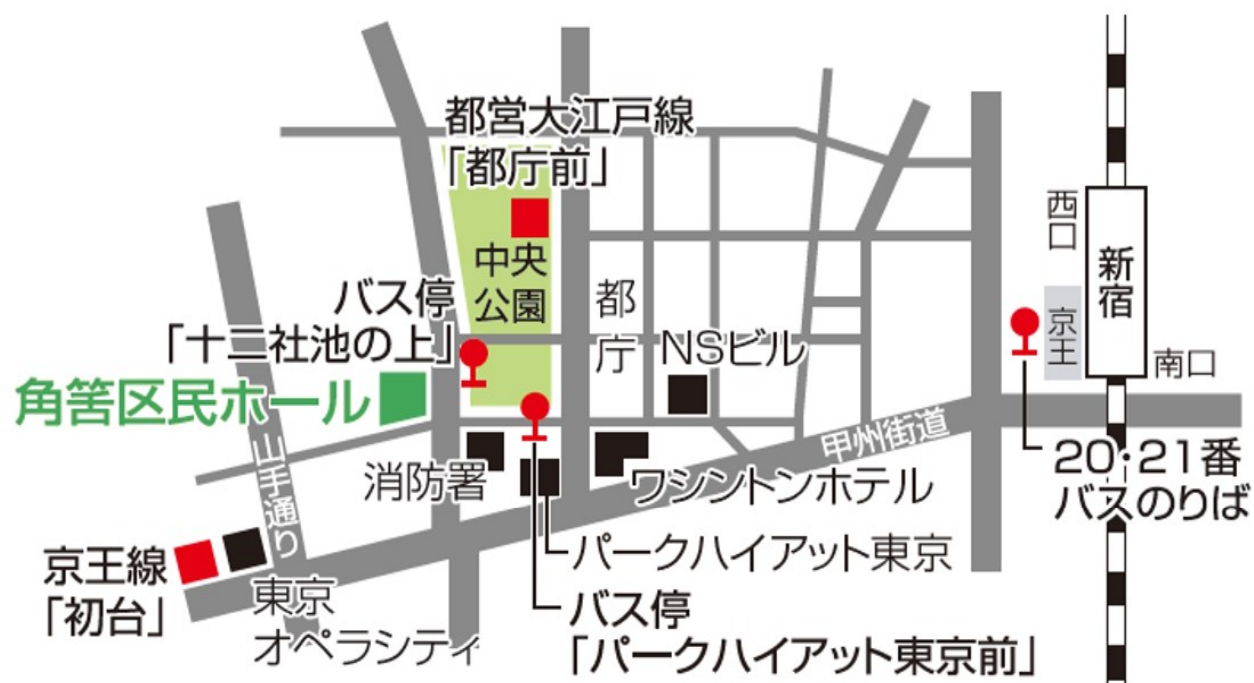 都営大江戸線
「都庁前」
中央
公園
バス停
「十二社池の上」
角筈区民ホール
都庁
NSビル
西口
新宿
京王
南口
甲州街道
20・21番
バスのりば
消防署
ワシントンホテル
山手通り
パークハイアット東京
京王線
「初台」
東京
オペラシティ
バス停
「パークハイアット東京前」